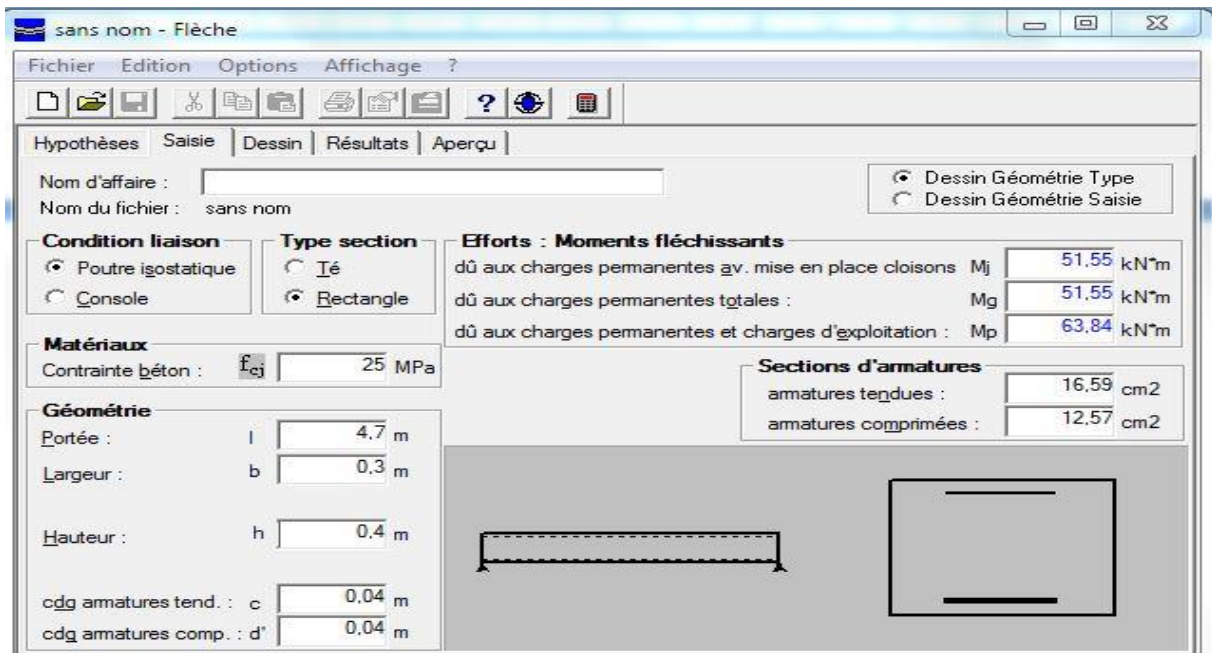 sans nom - Flèche
Fichier Edition Options Affichage ?
Hypothèses Saisie Dessin Résultats Aperçu
Nom d'affaire :
Nom du fichier : sans nom
Dessin Géométrie Type
Dessin Géométrie Saisie
Condition liaison
Poutre isostatique
Console
Type section
Té
Rectangle
Efforts : Moments fléchissants
dû aux charges permanentes av. mise en place cloisons Mj 51,55 kN*m
dû aux charges permanentes totales : Mg 51,55 kN*m
dû aux charges permanentes et charges d'exploitation : Mp 63,84 kN*m
Matériaux
Contrainte béton : fcj 25 MPa
Sections d'armatures
armatures tendues : 16,59 cm2
armatures comprimées : 12,57 cm2
Géométrie
Portée : l 4,7 m
Largeur : b 0,3 m
Hauteur : h 0,4 m
cdg armatures tend. : c 0,04 m
cdg armatures comp. : d' 0,04 m